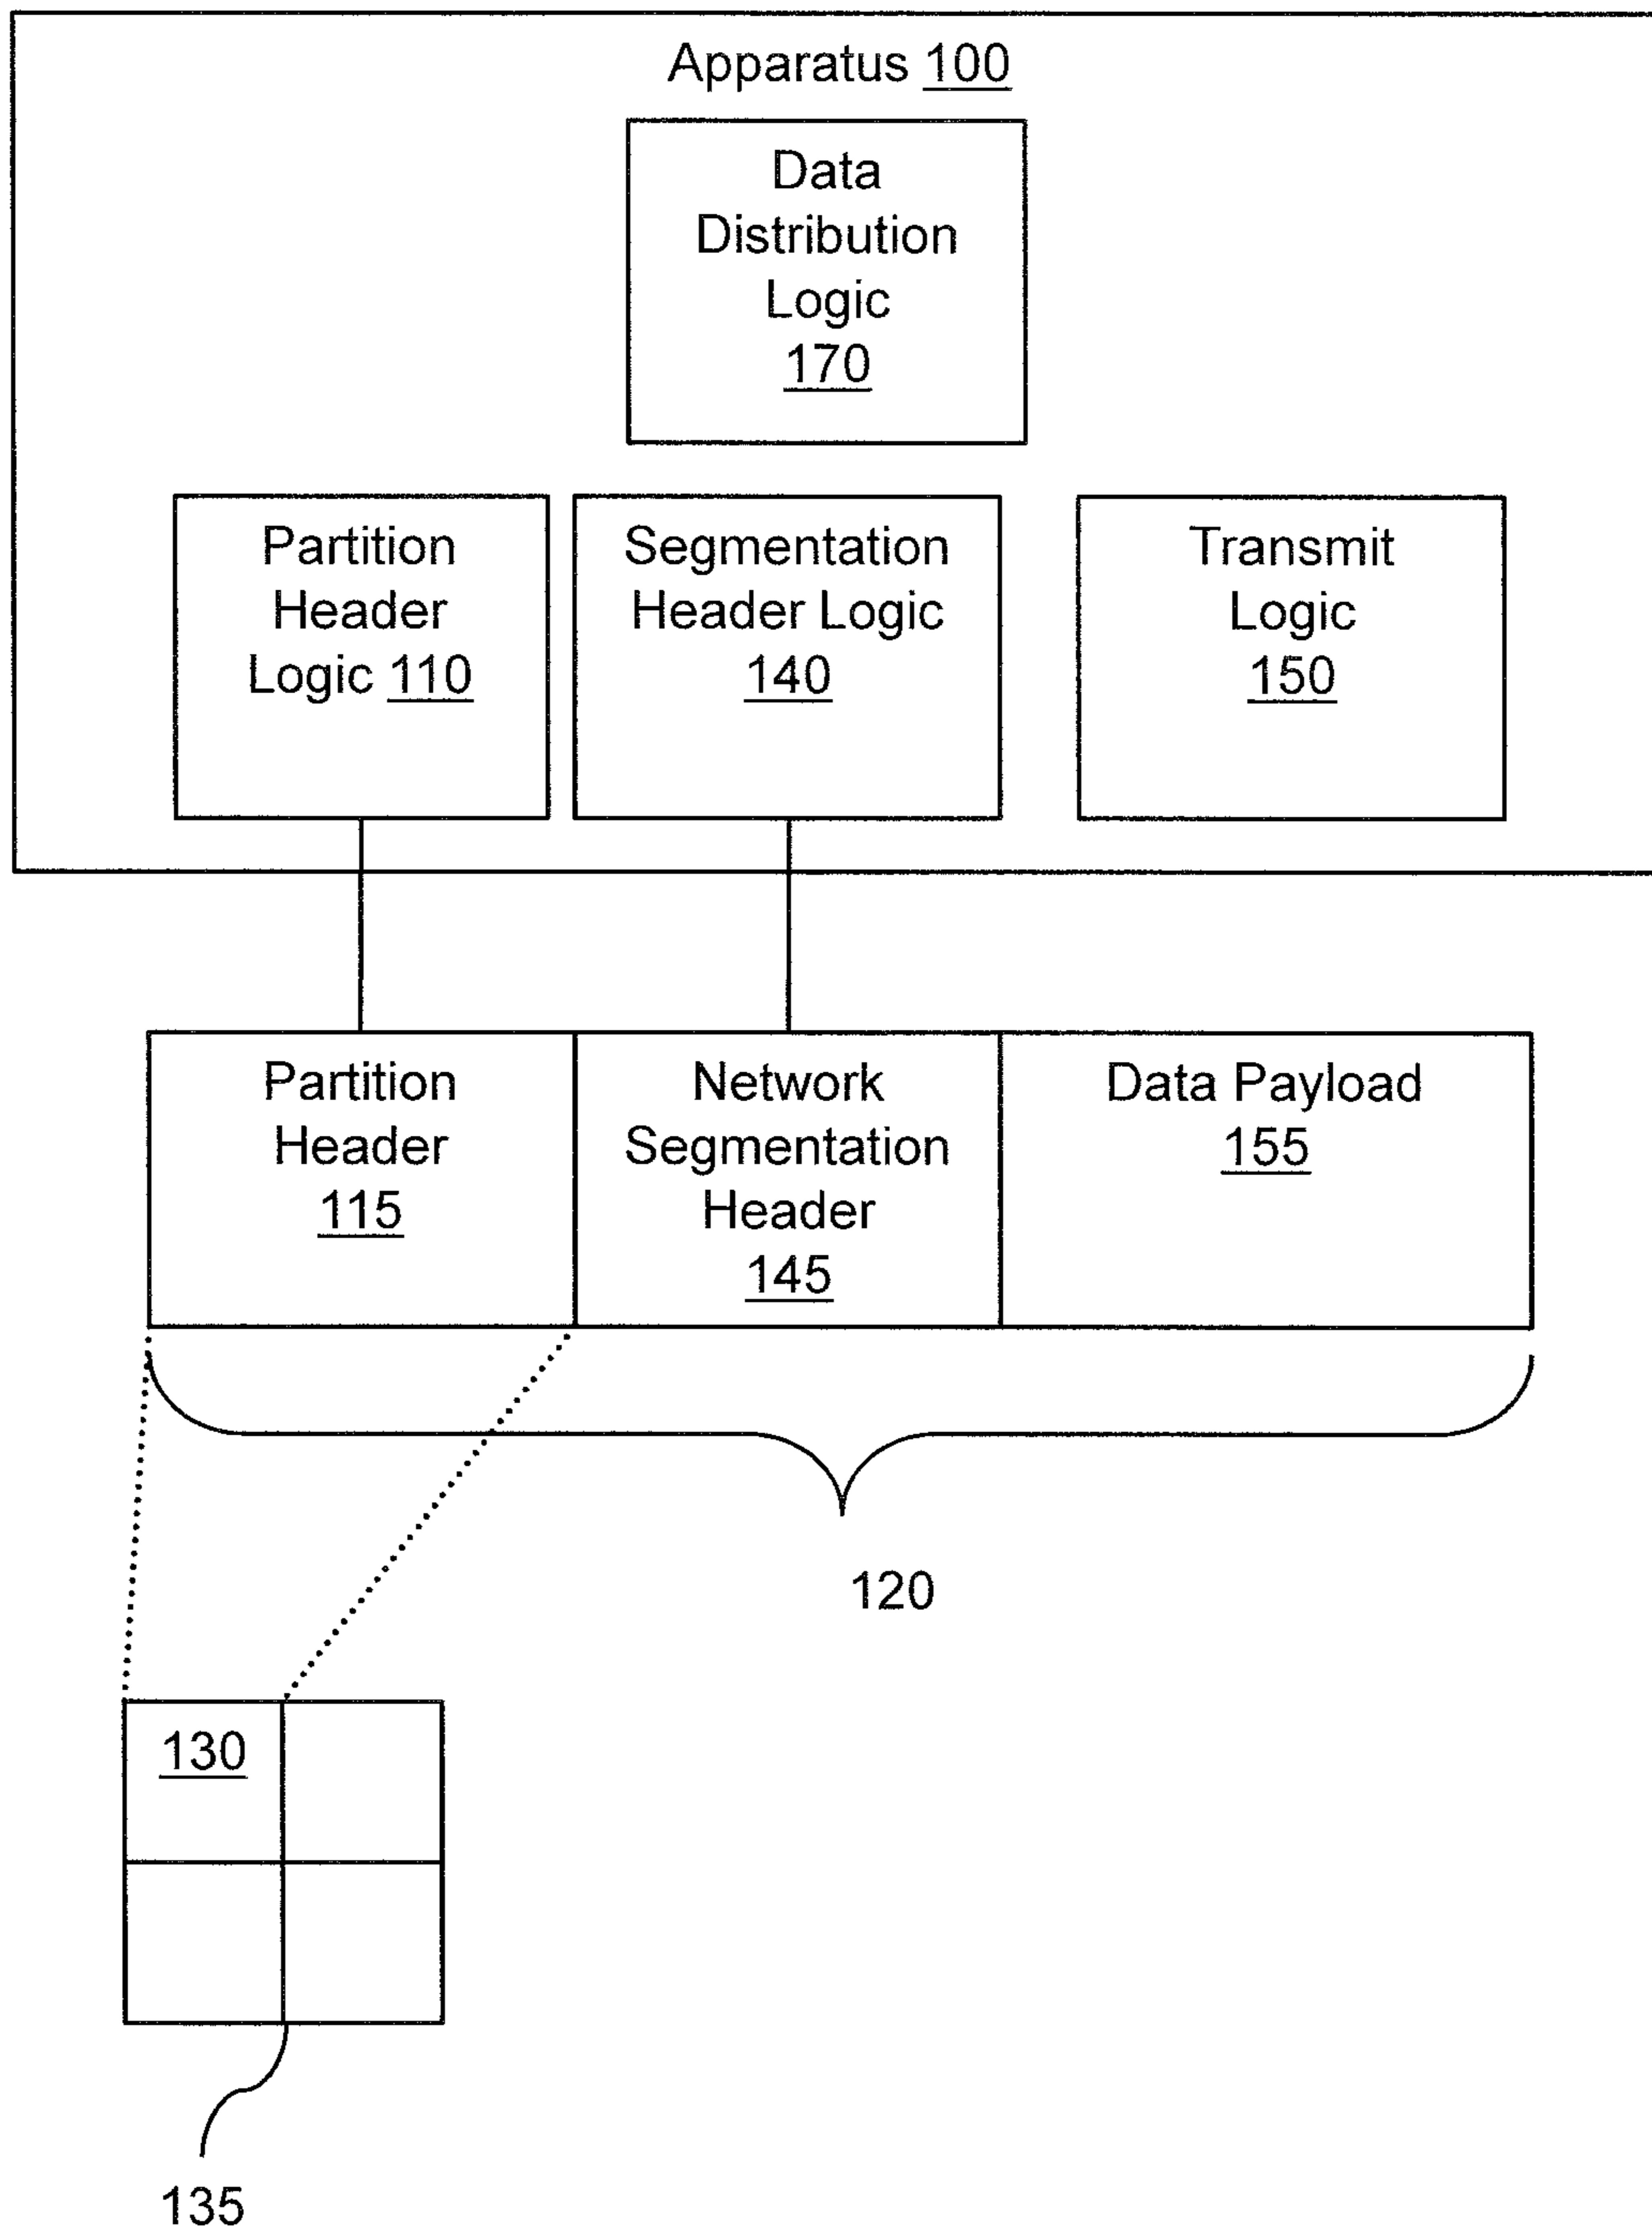 Apparatus 100
Data
Distribution
Logic
170
Partition
Header
Logic 110
Segmentation
Header Logic
140
Transmit
Logic
150
Partition
Header
115
Network
Segmentation
Header
145
Data Payload
155
120
130
135